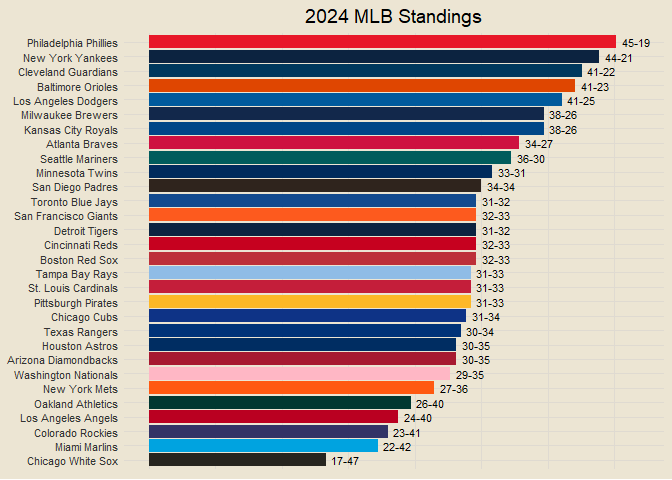 2024 MLB Standings
Philadelphia Phillies 45-19
New York Yankees 44-21
Cleveland Guardians 41-22
Baltimore Orioles 41-23
Los Angeles Dodgers 41-25
Milwaukee Brewers 38-26
Kansas City Royals 38-26
Atlanta Braves 34-27
Seattle Mariners 36-30
Minnesota Twins 33-31
San Diego Padres 34-34
Toronto Blue Jays 31-32
San Francisco Giants 32-33
Detroit Tigers 31-32
Cincinnati Reds 32-33
Boston Red Sox 32-33
Tampa Bay Rays 31-33
St. Louis Cardinals 31-33
Pittsburgh Pirates 31-33
Chicago Cubs 31-34
Texas Rangers 30-34
Houston Astros 30-35
Arizona Diamondbacks 30-35
Washington Nationals 29-35
New York Mets 27-36
Oakland Athletics 26-40
Los Angeles Angels 24-40
Colorado Rockies 23-41
Miami Marlins 22-42
Chicago White Sox 17-47